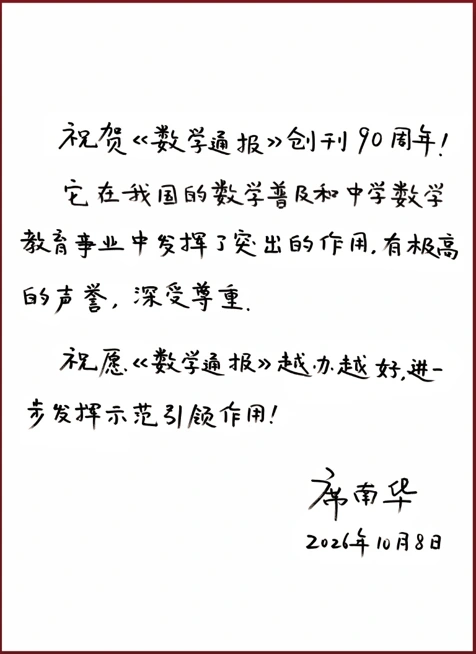 祝贺《数学通报》创刊90周年!
它在我国的数学普及和中学数学
教育事业中发挥了突出的作用,有极高
的声誉,深受尊重.
祝愿《数学通报》越办越好,进一
步发挥示范引领作用!
席南华
2026年10月8日